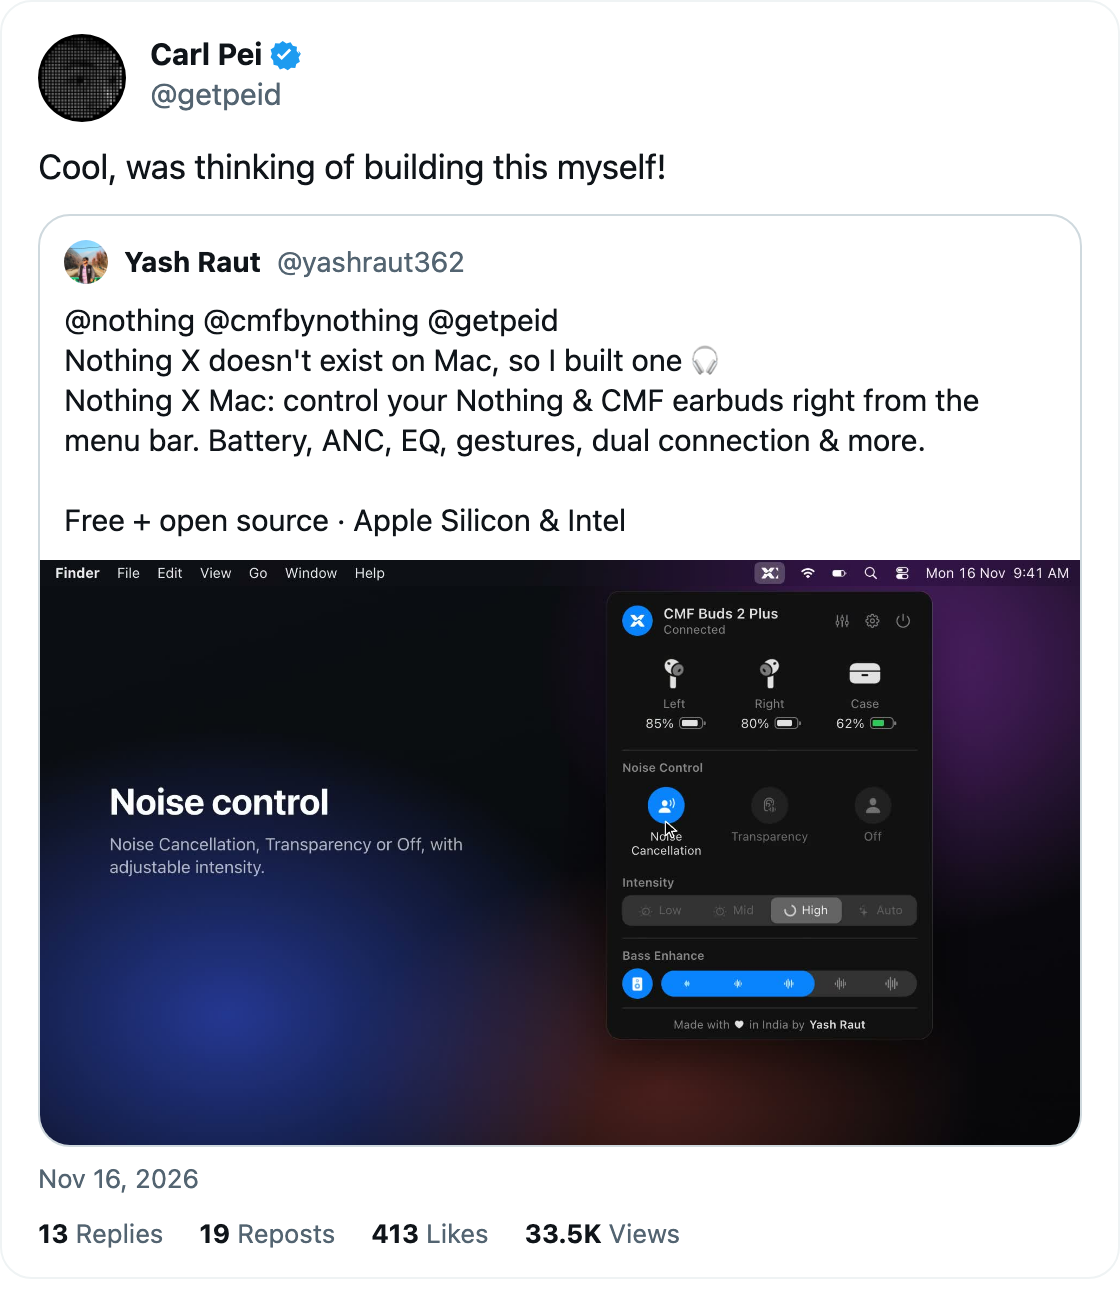 Carl Pei
@getpeid
Cool, was thinking of building this myself!
Yash Raut @yashraut362
@nothing @cmfbynothing @getpeid
Nothing X doesn't exist on Mac, so I built one 🎧
Nothing X Mac: control your Nothing & CMF earbuds right from the
menu bar. Battery, ANC, EQ, gestures, dual connection & more.
Free + open source · Apple Silicon & Intel
Finder File Edit View Go Window Help Mon 16 Nov 9:41 AM
CMF Buds 2 Plus
Connected
Left Right Case
85% 80% 62%
Noise Control
Noise control
Noise Cancellation, Transparency or Off, with
adjustable intensity.
Noise Transparency Off
Cancellation
Intensity
Low Mid High Auto
Bass Enhance
Made with ♥ in India by Yash Raut
Nov 16, 2026
13 Replies 19 Reposts 413 Likes 33.5K Views